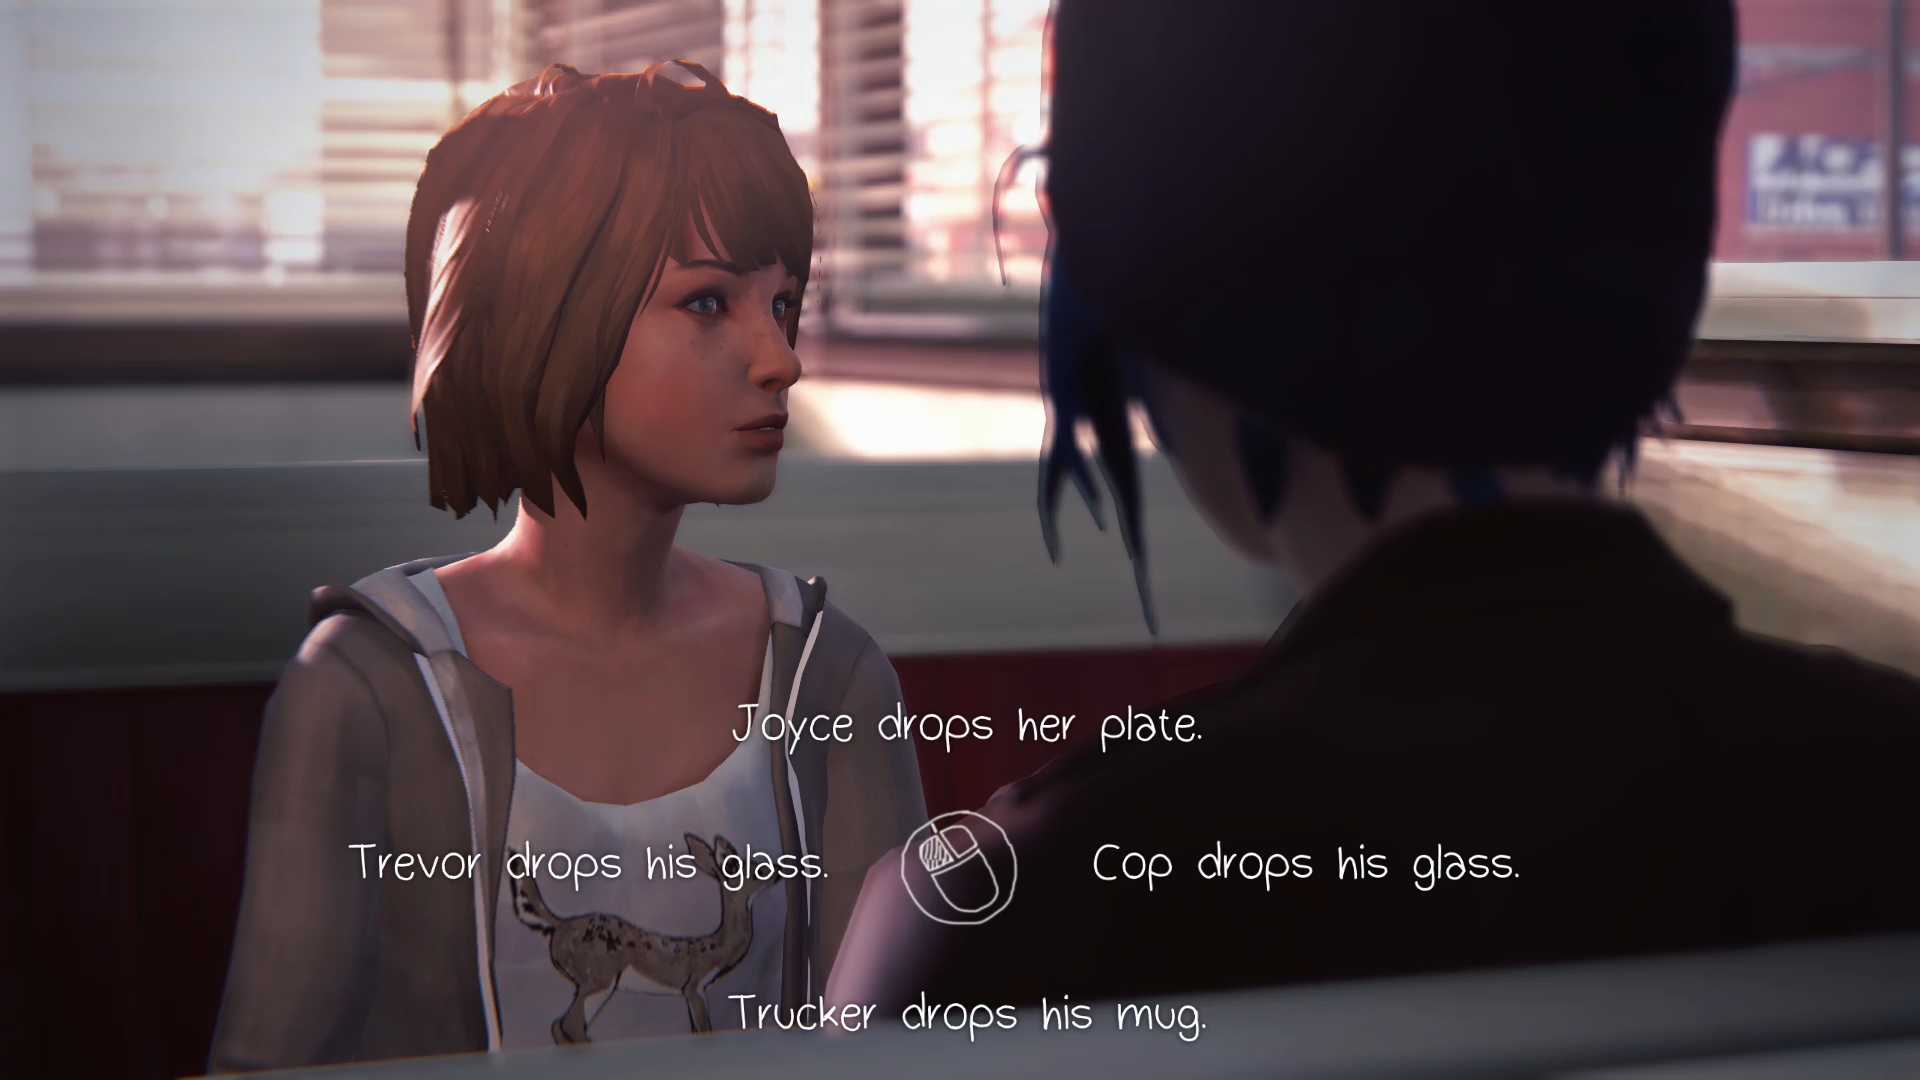 Joyce drops her plate.
Trevor drops his glass.
Cop drops his glass.
Trucker drops his mug.